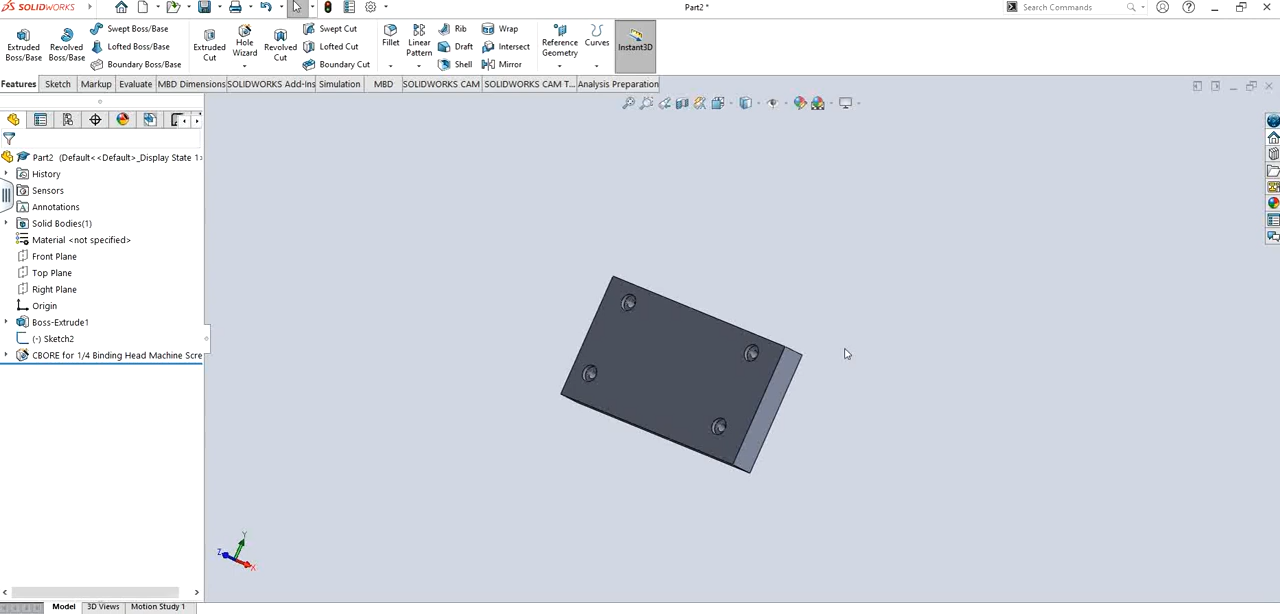 SOLIDWORKS
Part2 *
Search Commands
Extruded Boss/Base
Revolved Boss/Base
Swept Boss/Base
Lofted Boss/Base
Boundary Boss/Base
Extruded Cut
Hole Wizard
Revolved Cut
Swept Cut
Lofted Cut
Boundary Cut
Fillet
Linear Pattern
Rib
Draft
Shell
Wrap
Intersect
Mirror
Reference Geometry
Curves
Instant3D
Features Sketch Markup Evaluate MBD Dimensions SOLIDWORKS Add-Ins Simulation MBD SOLIDWORKS CAM SOLIDWORKS CAM T... Analysis Preparation
Part2 (Default<<Default>_Display State 1>
History
Sensors
Annotations
Solid Bodies(1)
Material <not specified>
Front Plane
Top Plane
Right Plane
Origin
Boss-Extrude1
(-) Sketch2
CBORE for 1/4 Binding Head Machine Scre
Y
Z
X
Model 3D Views Motion Study 1